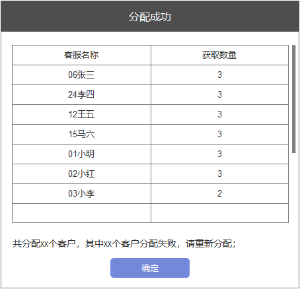 分配成功
客服名称 获取数量
06张三 3
24李四 3
12王五 3
15马六 3
01小明 3
02小红 3
03小李 2
共分配xx个客户，其中xx个客户分配失败，请重新分配；
确定